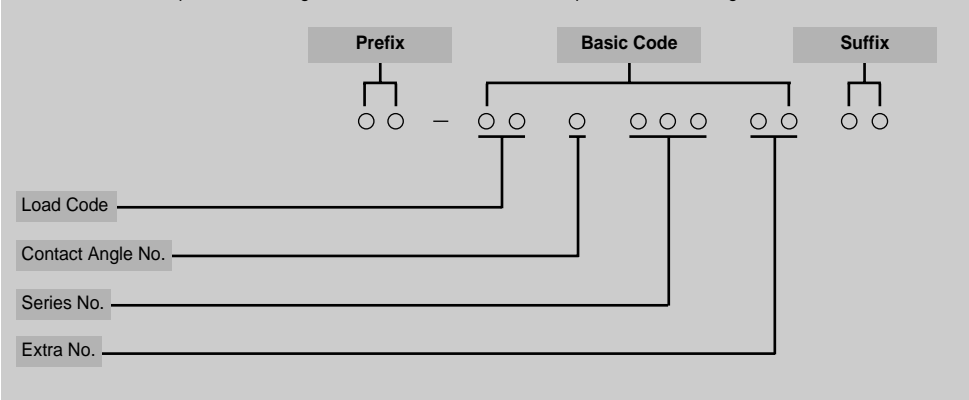 Prefix
Basic Code
Suffix
Load Code
Contact Angle No.
Series No.
Extra No.